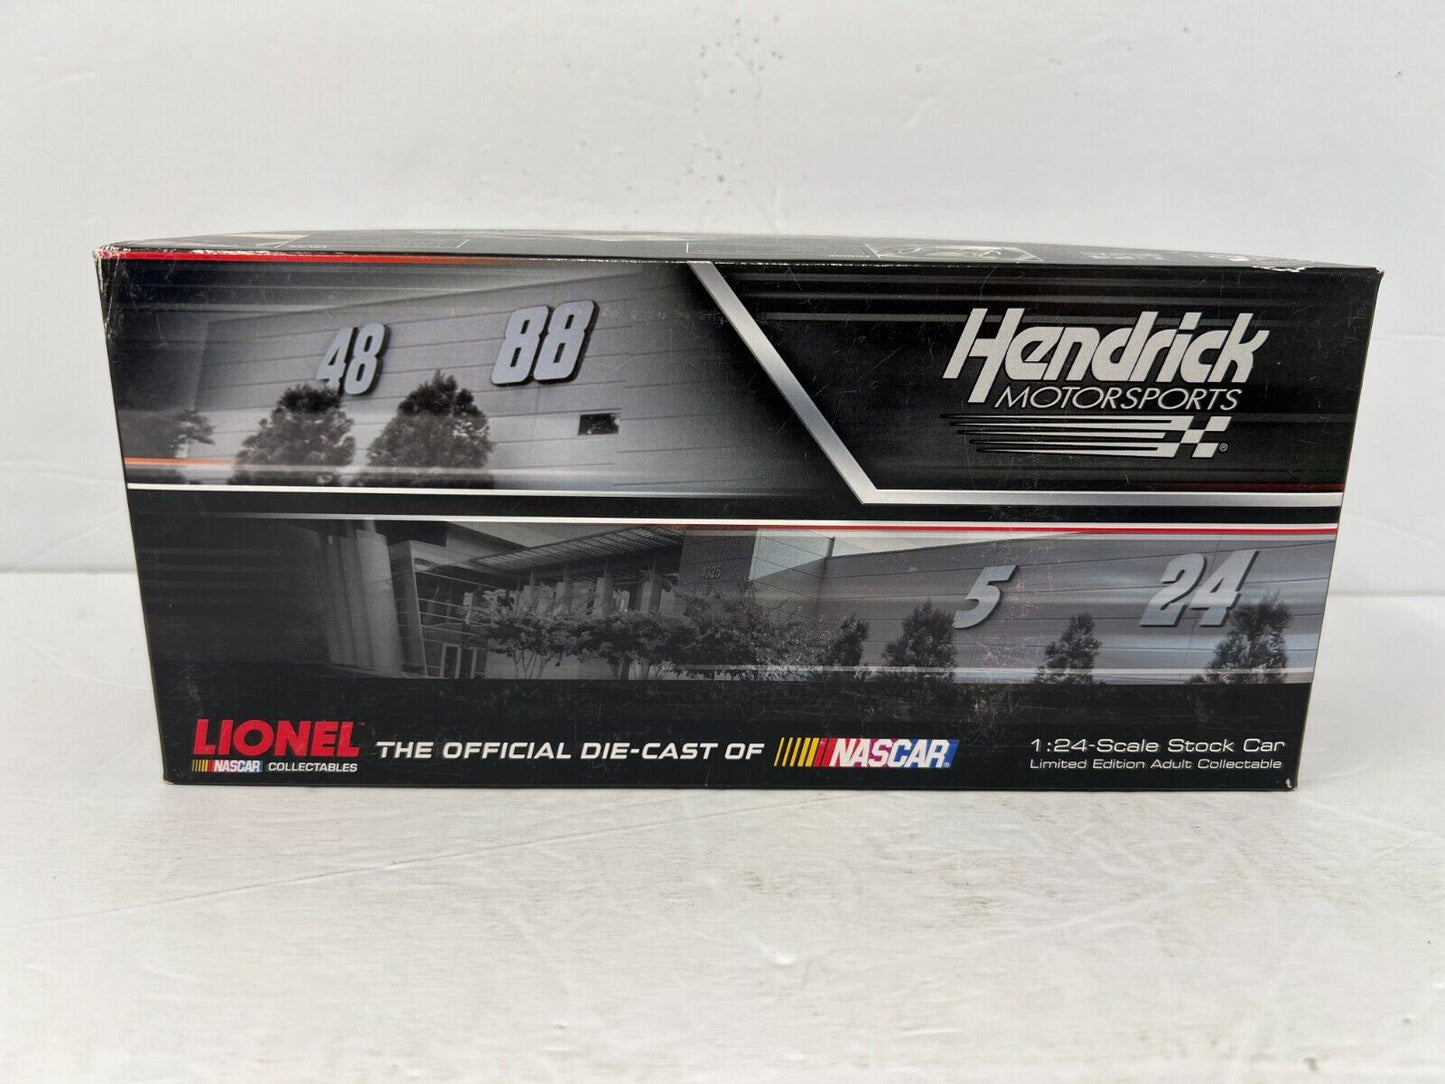 48 88
Hendrick
MOTORSPORTS
5 24
LIONEL™
NASCAR COLLECTABLES
THE OFFICIAL DIE-CAST OF NASCAR®
1:24-Scale Stock Car
Limited Edition Adult Collectable